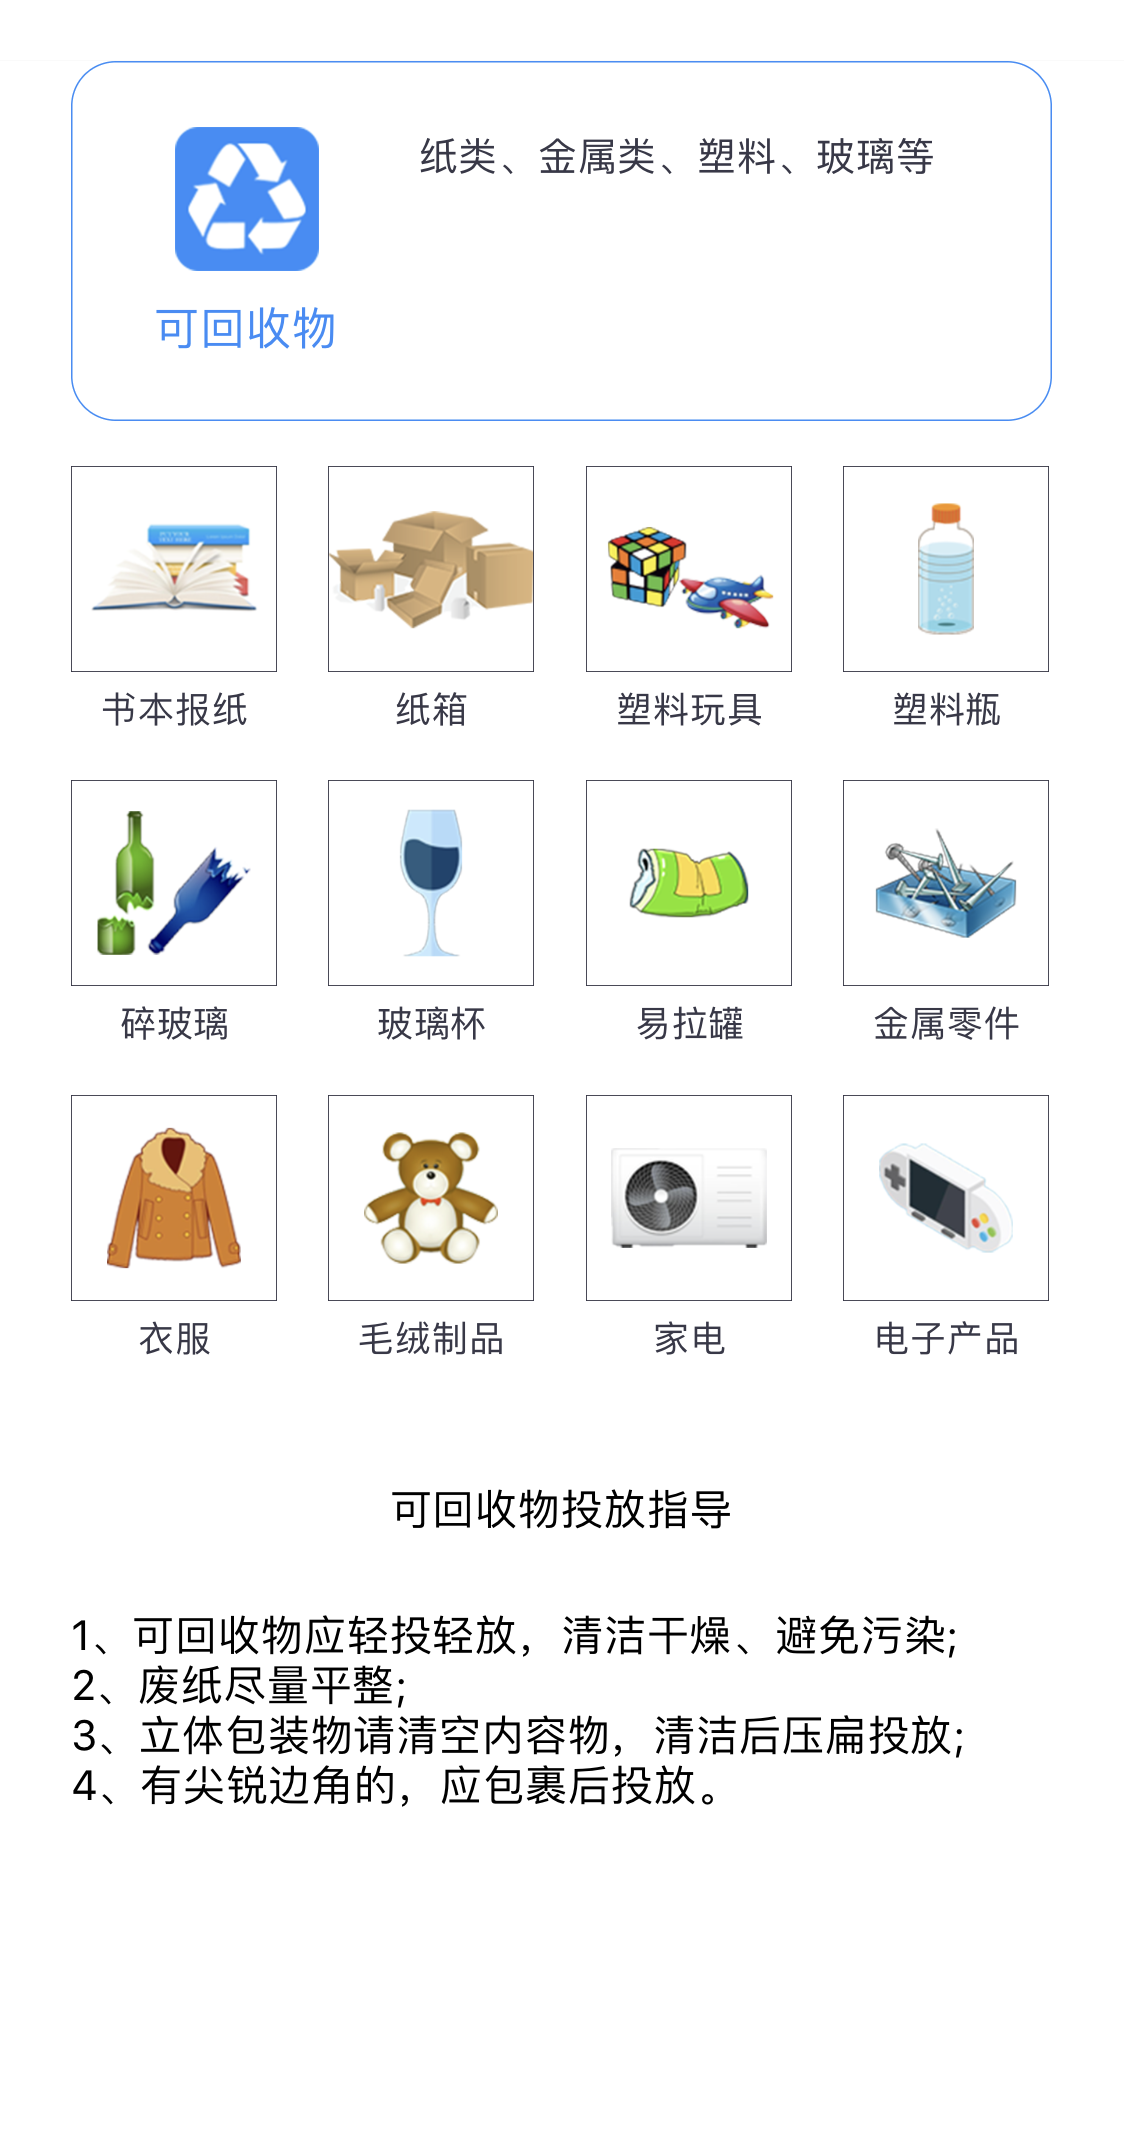 纸类、金属类、塑料、玻璃等
可回收物
书本报纸
纸箱
塑料玩具
塑料瓶
碎玻璃
玻璃杯
易拉罐
金属零件
衣服
毛绒制品
家电
电子产品
可回收物投放指导
1、可回收物应轻投轻放，清洁干燥、避免污染;
2、废纸尽量平整;
3、立体包装物请清空内容物，清洁后压扁投放;
4、有尖锐边角的，应包裹后投放。